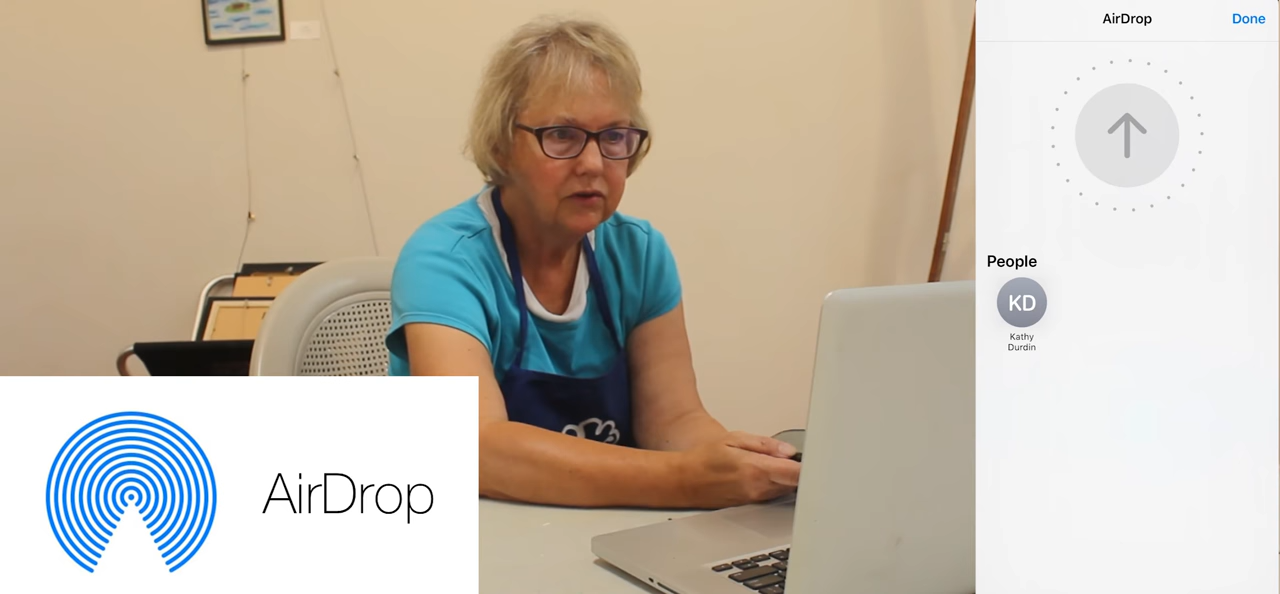 AirDrop
Done
People
KD
Kathy
Durdin
AirDrop